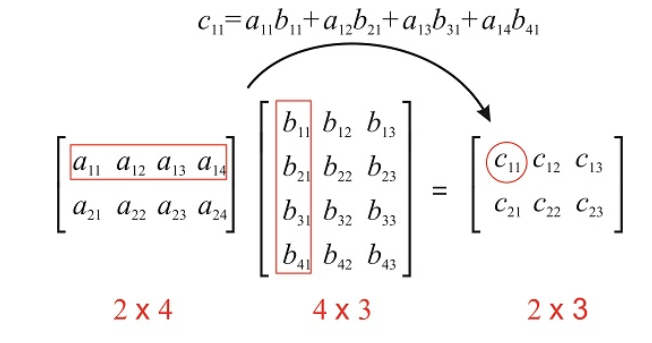 c₁₁=a₁₁b₁₁+a₁₂b₂₁+a₁₃b₃₁+a₁₄b₄₁
a₁₁ a₁₂ a₁₃ a₁₄
a₂₁ a₂₂ a₂₃ a₂₄
b₁₁ b₁₂ b₁₃
b₂₁ b₂₂ b₂₃
b₃₁ b₃₂ b₃₃
b₄₁ b₄₂ b₄₃
=
c₁₁ c₁₂ c₁₃
c₂₁ c₂₂ c₂₃
2 x 4 4 x 3 2 x 3